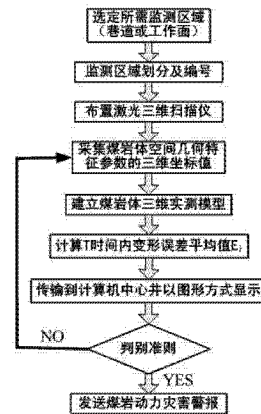 选定所需监测区域
(巷道或工作面)
监测区域划分及编号
布置激光三维扫描仪
采集煤岩体空间几何特
征参数的三维坐标值
建立煤岩体三维实测模型
计算T时间内变形误差平均值Eⱼ
传输到计算机中心并以图形方式显示
NO
判别准则
YES
发送煤岩动力灾害警报